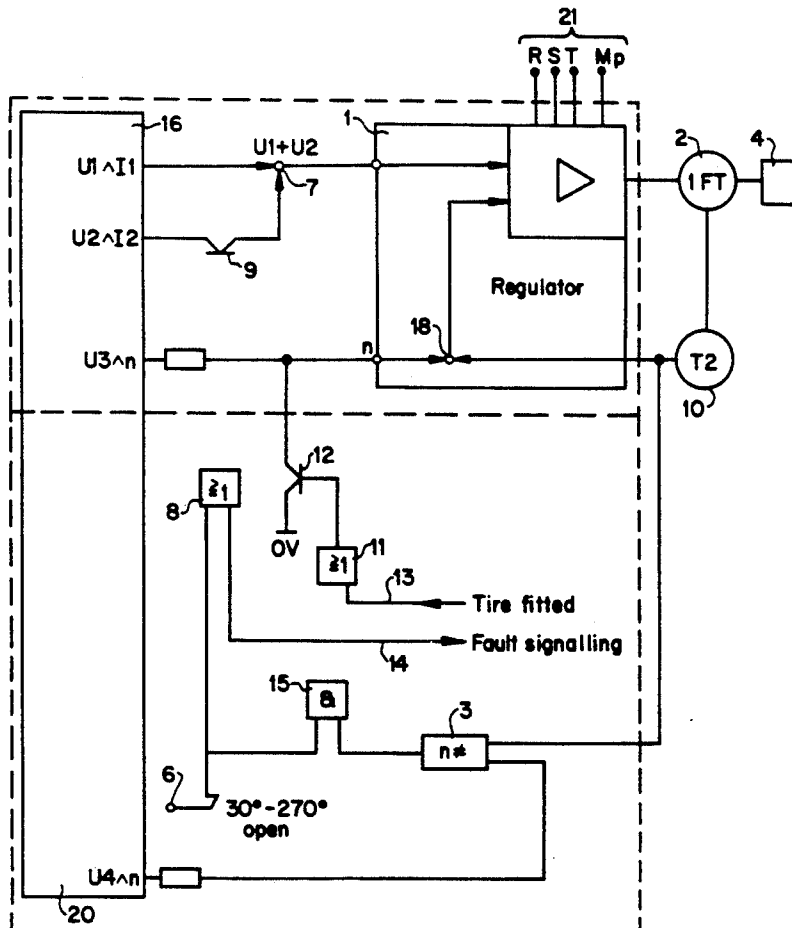 21
R S T Mp
16
1
2
4
U1∧I1
U1+U2
7
1 FT
U2∧I2
9
Regulator
18
U3∧n
n
T2
10
12
≧1
8
0V
≧1
11
13
Tire fitted
Fault signalling
14
15
&
3
n≠
6
30°-270°
open
U4∧n
20